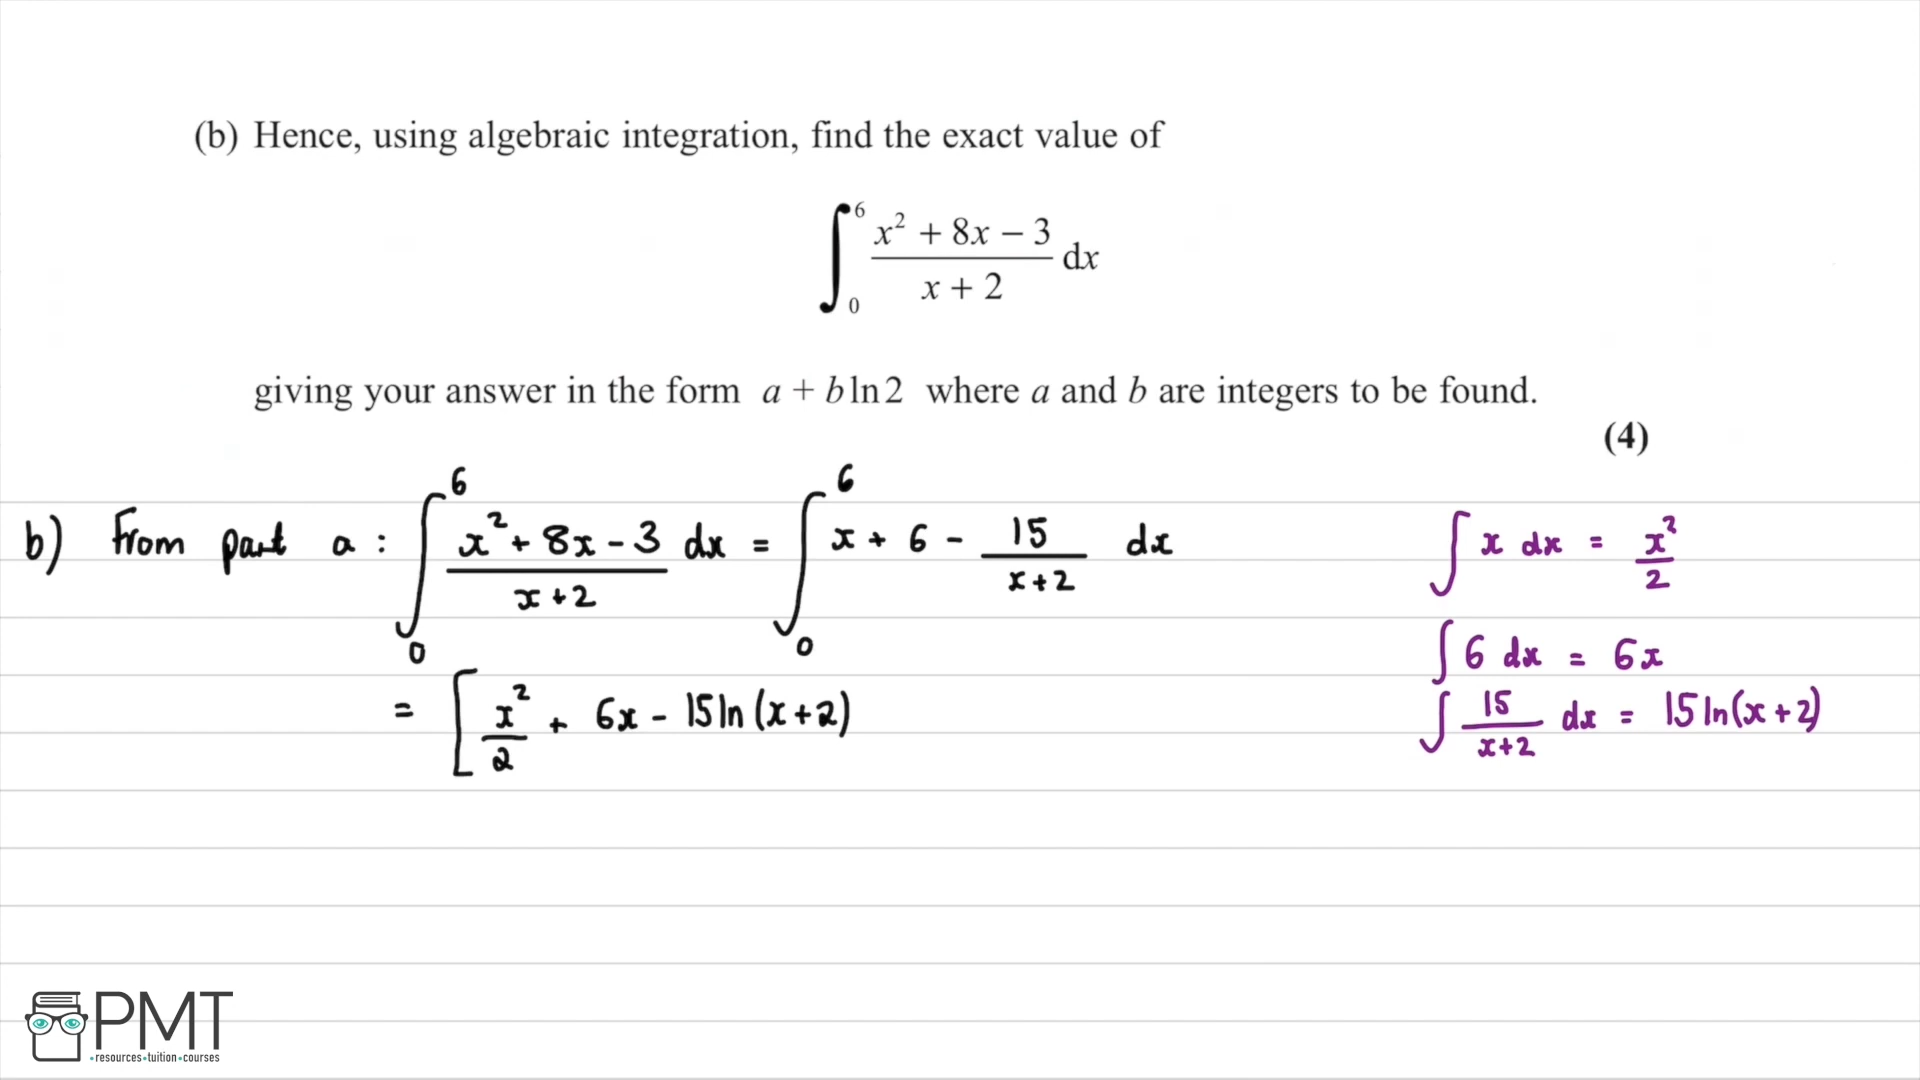 (b) Hence, using algebraic integration, find the exact value of
∫₀⁶ (x² + 8x − 3)/(x + 2) dx
giving your answer in the form a + b ln 2 where a and b are integers to be found.
(4)
b) From part a : ∫₀⁶ (x² + 8x − 3)/(x + 2) dx = ∫₀⁶ x + 6 − 15/(x+2) dx
∫ x dx = x²/2
∫ 6 dx = 6x
= [ x²/2 + 6x − 15 ln (x+2)
∫ 15/(x+2) dx = 15 ln(x+2)
PMT
•resources•tuition•courses